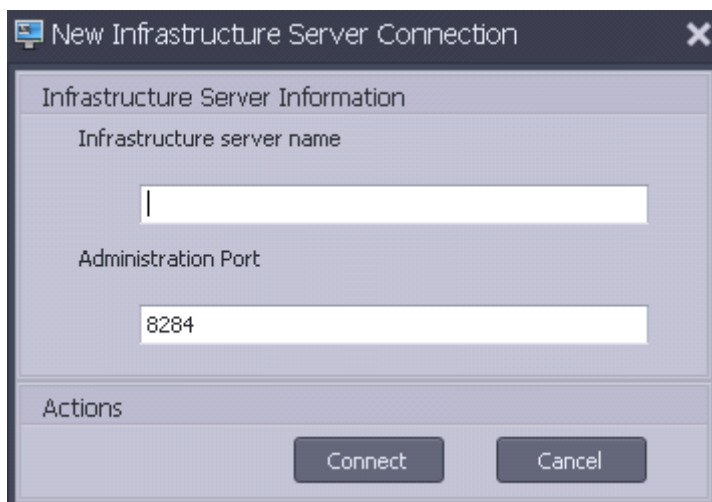 New Infrastructure Server Connection
Infrastructure Server Information
Infrastructure server name
Administration Port
8284
Actions
Connect Cancel